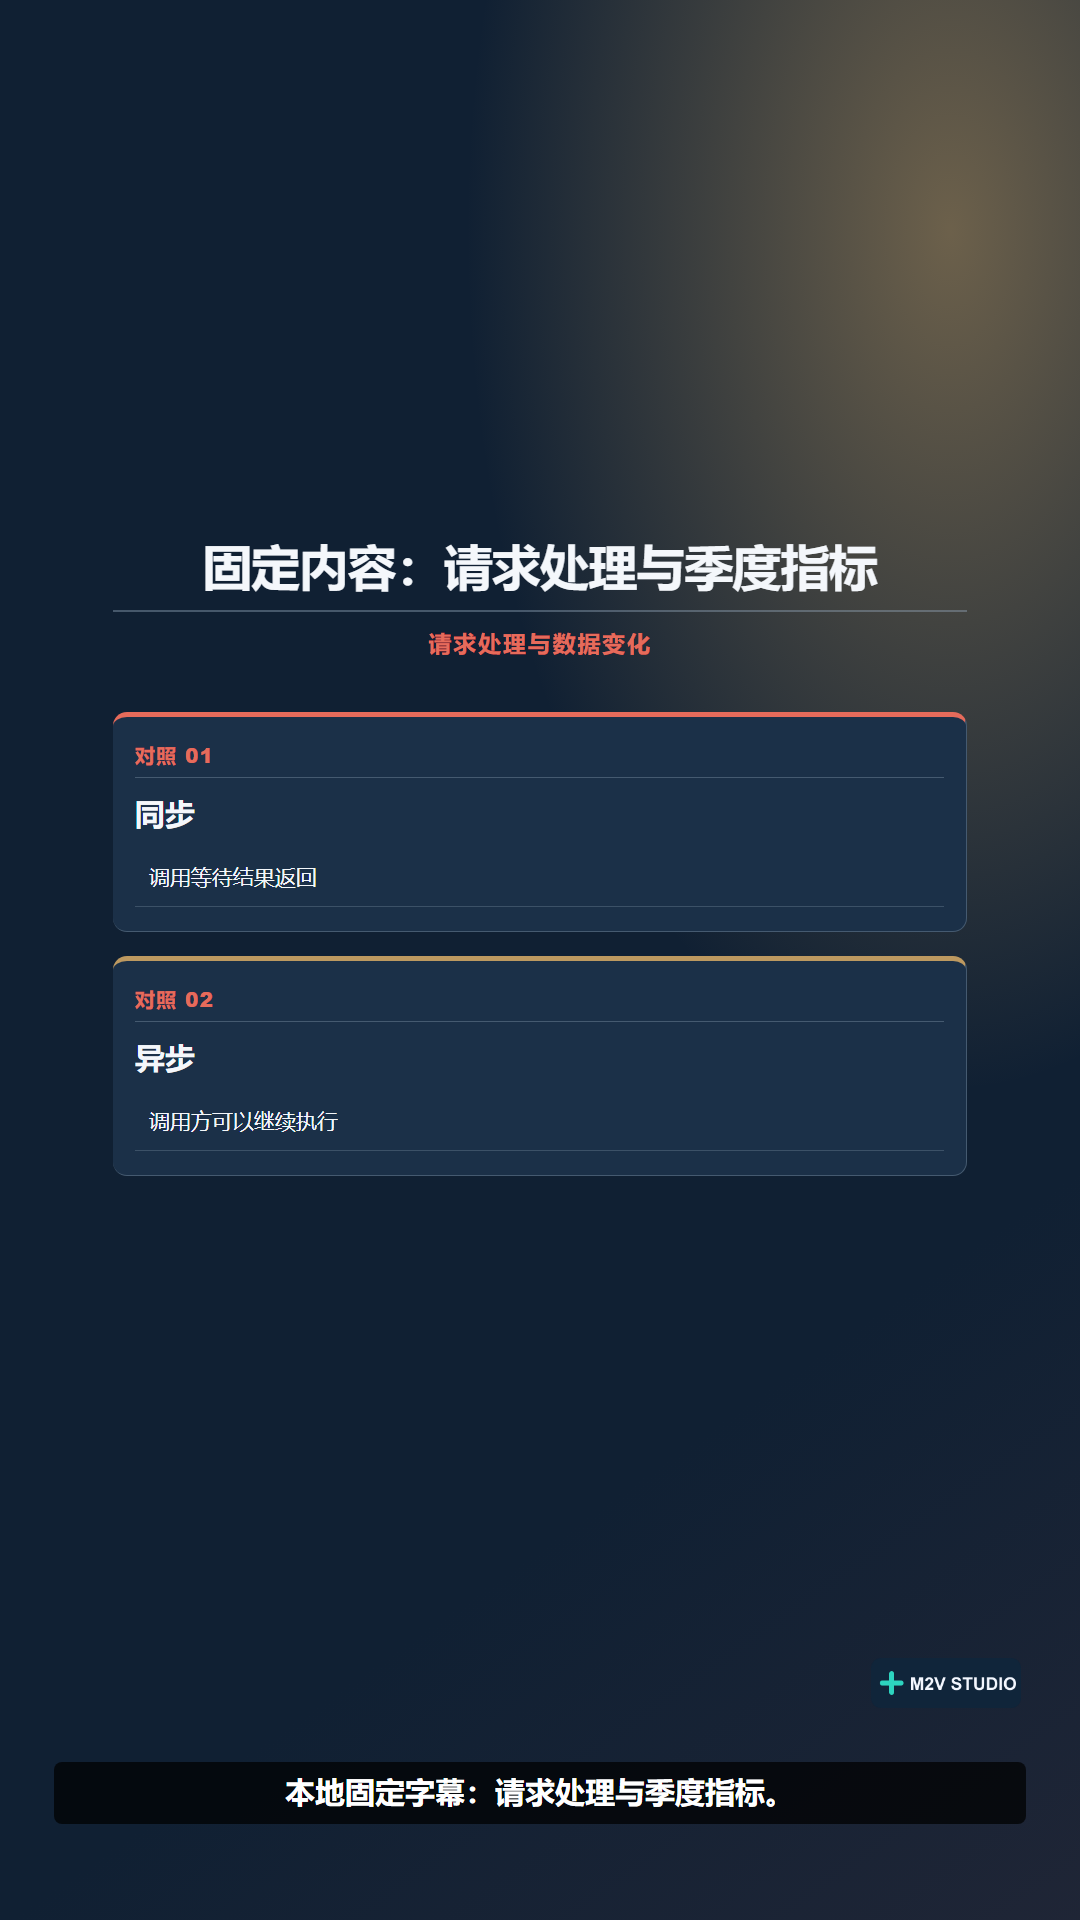 固定内容：请求处理与季度指标
请求处理与数据变化
对照 01
同步
调用等待结果返回
对照 02
异步
调用方可以继续执行
M2V STUDIO
本地固定字幕：请求处理与季度指标。